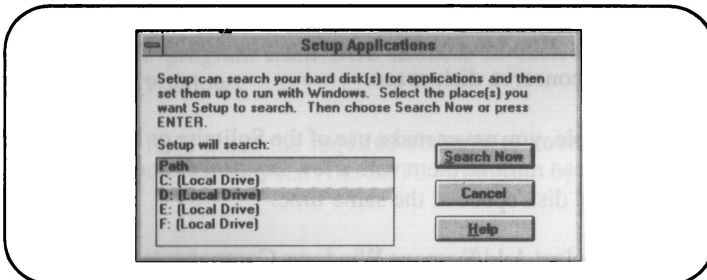 Setup Applications
Setup can search your hard disk(s) for applications and then
set them up to run with Windows. Select the place(s) you
want Setup to search. Then choose Search Now or press
ENTER.
Setup will search:
Path
C: (Local Drive)
D: (Local Drive)
E: (Local Drive)
F: (Local Drive)
Search Now
Cancel
Help